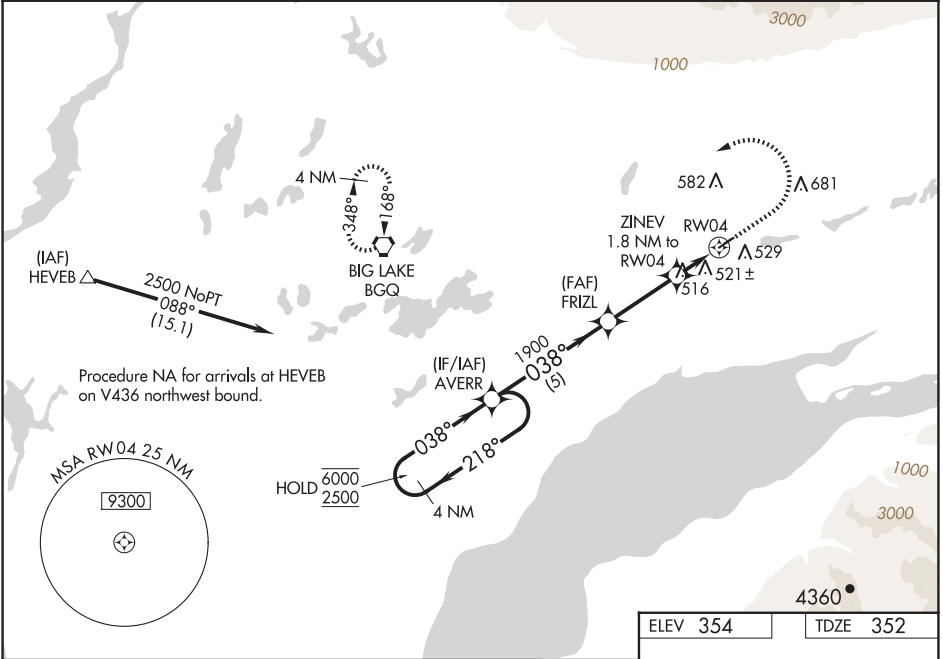 3000
1000
4 NM
348°
168°
BIG LAKE
BGQ
582
681
ZINEV
1.8 NM to
RW04
RW04
529
521±
516
(IAF)
HEVEB
2500 NoPT
088°
(15.1)
(FAF)
FRIZL
1900
038°
(5)
(IF/IAF)
AVERR
Procedure NA for arrivals at HEVEB
on V436 northwest bound.
038°
218°
HOLD
6000
2500
4 NM
MSA RW04 25 NM
9300
1000
3000
4360
ELEV 354
TDZE 352